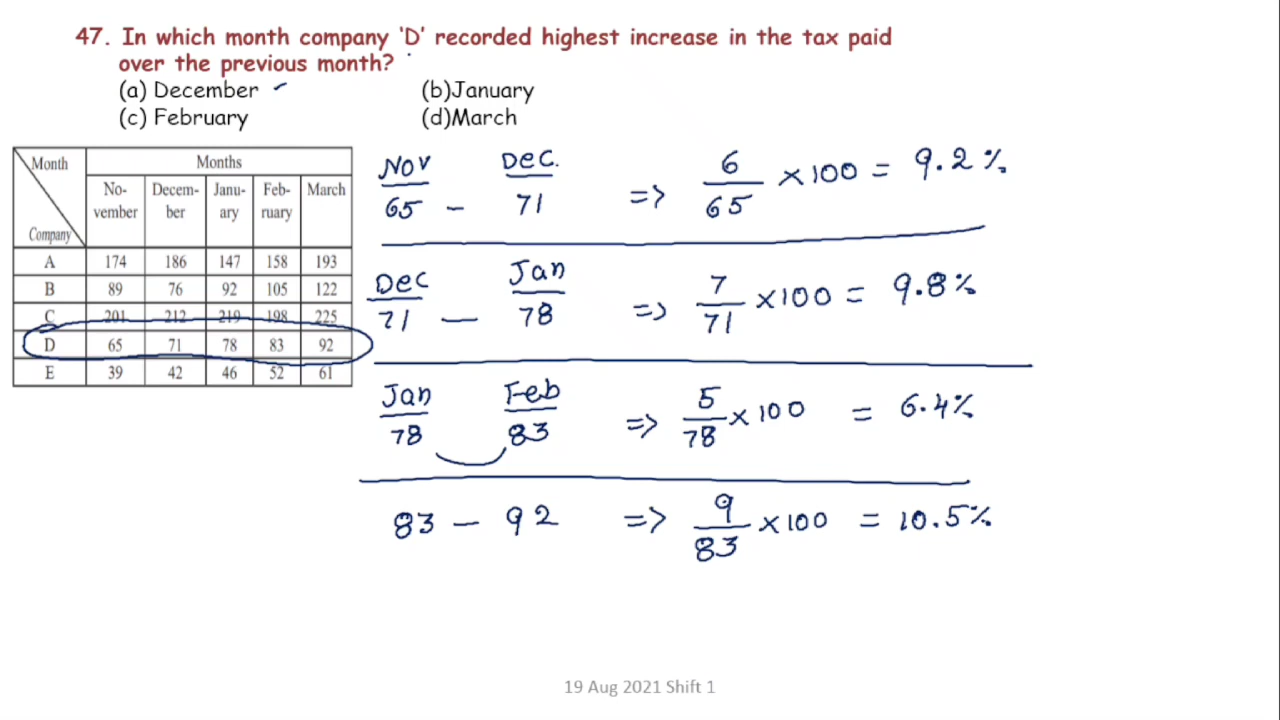 47. In which month company 'D' recorded highest increase in the tax paid
over the previous month?
(a) December (b)January
(c) February (d)March
Month Months
Company No-vember Decem-ber Janu-ary Feb-ruary March
A 174 186 147 158 193
B 89 76 92 105 122
C 201 212 219 198 225
D 65 71 78 83 92
E 39 42 46 52 61
Nov Dec.
65 - 71 => 6/65 × 100 = 9.2%
Dec Jan
71 - 78 => 7/71 ×100 = 9.8%
Jan Feb
78 83 => 5/78 ×100 = 6.4%
83 - 92 => 9/83 ×100 = 10.5%
19 Aug 2021 Shift 1